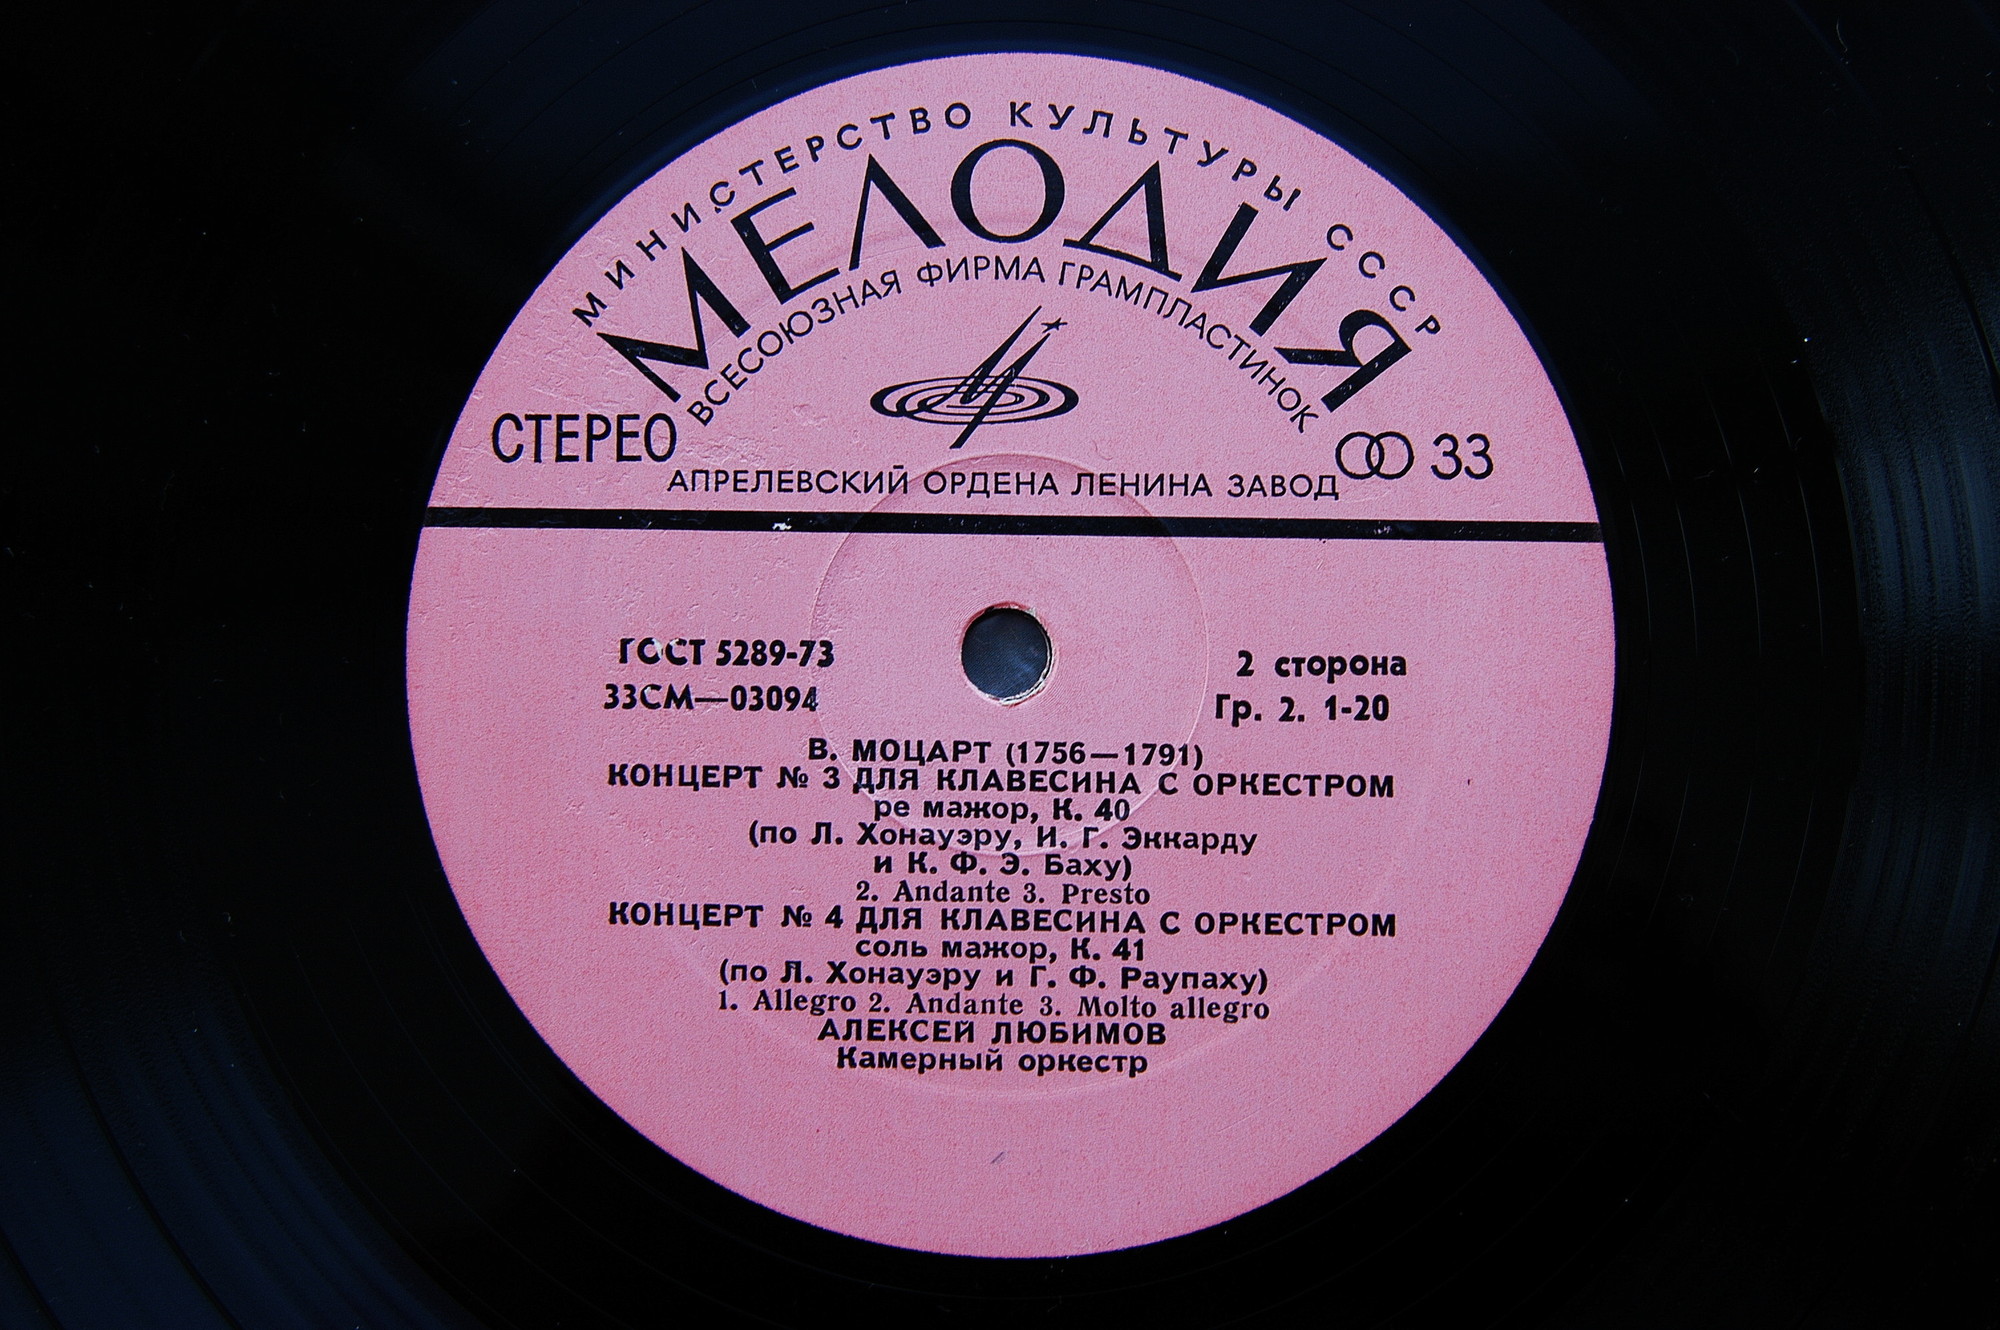 МИНИСТЕРСТВО КУЛЬТУРЫ СССР
МЕЛОДИЯ
ВСЕСОЮЗНАЯ ФИРМА ГРАМПЛАСТИНОК
СТЕРЕО
33
АПРЕЛЕВСКИЙ ОРДЕНА ЛЕНИНА ЗАВОД
ГОСТ 5289-73
2 сторона
33СМ—03094
Гр. 2. 1-20
В. МОЦАРТ (1756—1791)
КОНЦЕРТ № 3 ДЛЯ КЛАВЕСИНА С ОРКЕСТРОМ
ре мажор, К. 40
(по Л. Хонауэру, И. Г. Эккарду
и К. Ф. Э. Баху)
2. Andante 3. Presto
КОНЦЕРТ № 4 ДЛЯ КЛАВЕСИНА С ОРКЕСТРОМ
соль мажор, К. 41
(по Л. Хонауэру и Г. Ф. Раупаху)
1. Allegro 2. Andante 3. Molto allegro
АЛЕКСЕЙ ЛЮБИМОВ
Камерный оркестр